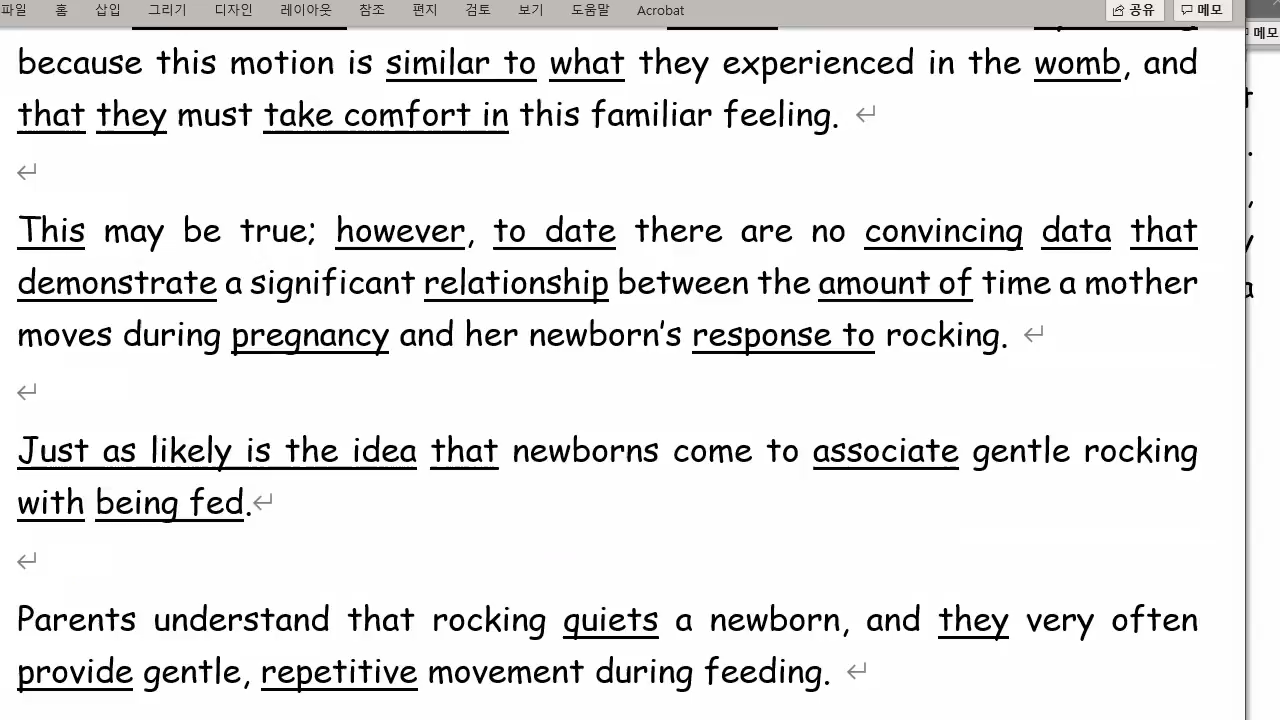 파일 홈 삽입 그리기 디자인 레이아웃 참조 편지 검토 보기 도움말 Acrobat 공유 메모
메모
because this motion is similar to what they experienced in the womb, and
that they must take comfort in this familiar feeling.
This may be true; however, to date there are no convincing data that
demonstrate a significant relationship between the amount of time a mother
moves during pregnancy and her newborn's response to rocking.
Just as likely is the idea that newborns come to associate gentle rocking
with being fed.
Parents understand that rocking quiets a newborn, and they very often
provide gentle, repetitive movement during feeding.